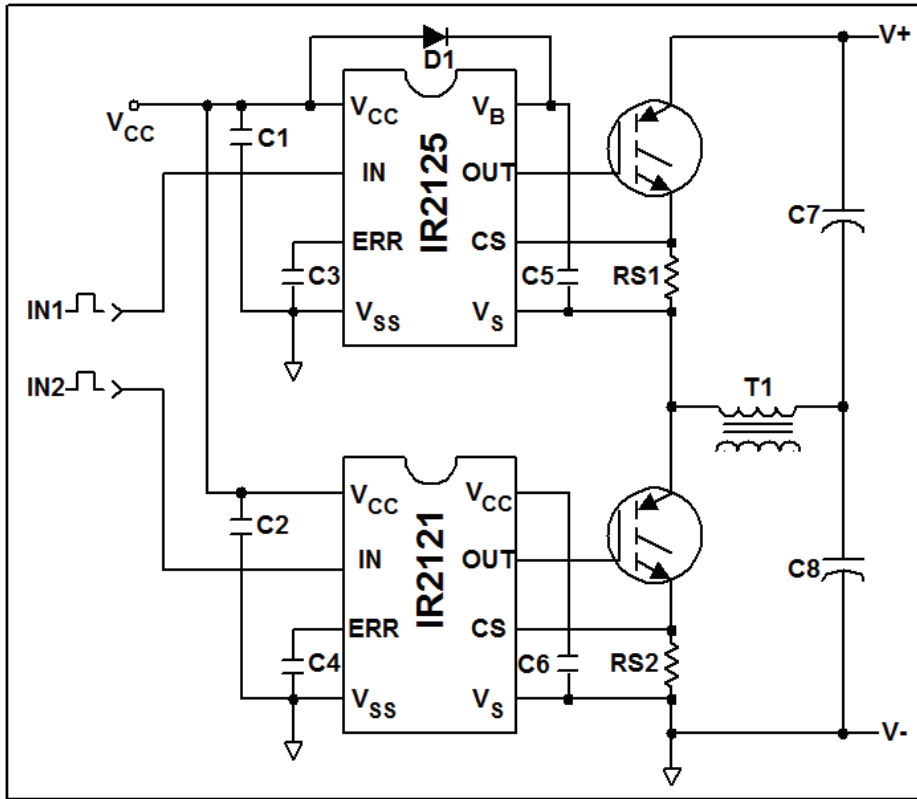 V+
D1
VCC
VCC
VB
C1
IN
OUT
IR2125
C7
ERR
CS
C3
C5
RS1
IN1
VSS
VS
IN2
T1
VCC
VCC
C2
IN
OUT
IR2121
C8
ERR
CS
C4
C6
RS2
VSS
VS
V-